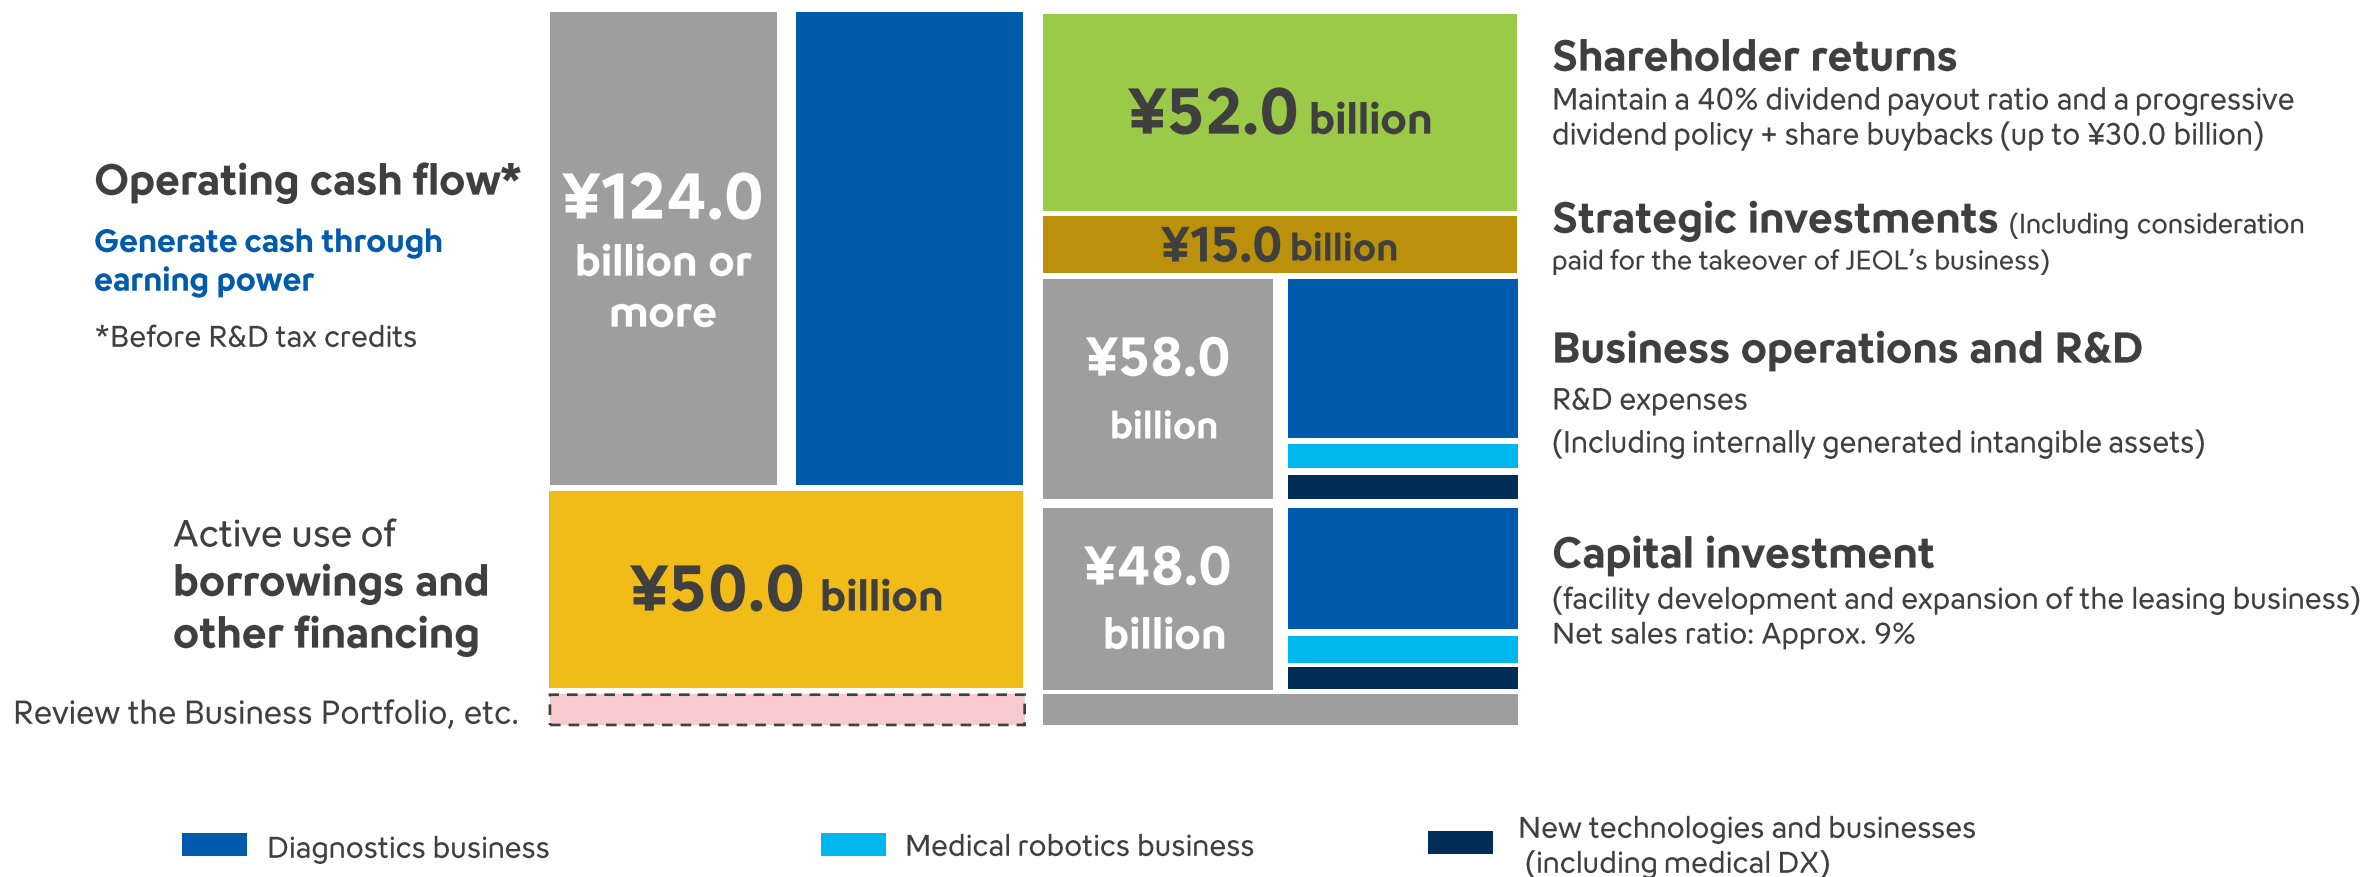 Operating cash flow*
Generate cash through
earning power
*Before R&D tax credits
¥124.0
billion or
more
Active use of
borrowings and
other financing
¥50.0 billion
Review the Business Portfolio, etc.
¥52.0 billion
Shareholder returns
Maintain a 40% dividend payout ratio and a progressive
dividend policy + share buybacks (up to ¥30.0 billion)
¥15.0 billion
Strategic investments (Including consideration
paid for the takeover of JEOL’s business)
¥58.0
billion
Business operations and R&D
R&D expenses
(Including internally generated intangible assets)
¥48.0
billion
Capital investment
(facility development and expansion of the leasing business)
Net sales ratio: Approx. 9%
Diagnostics business
Medical robotics business
New technologies and businesses
(including medical DX)